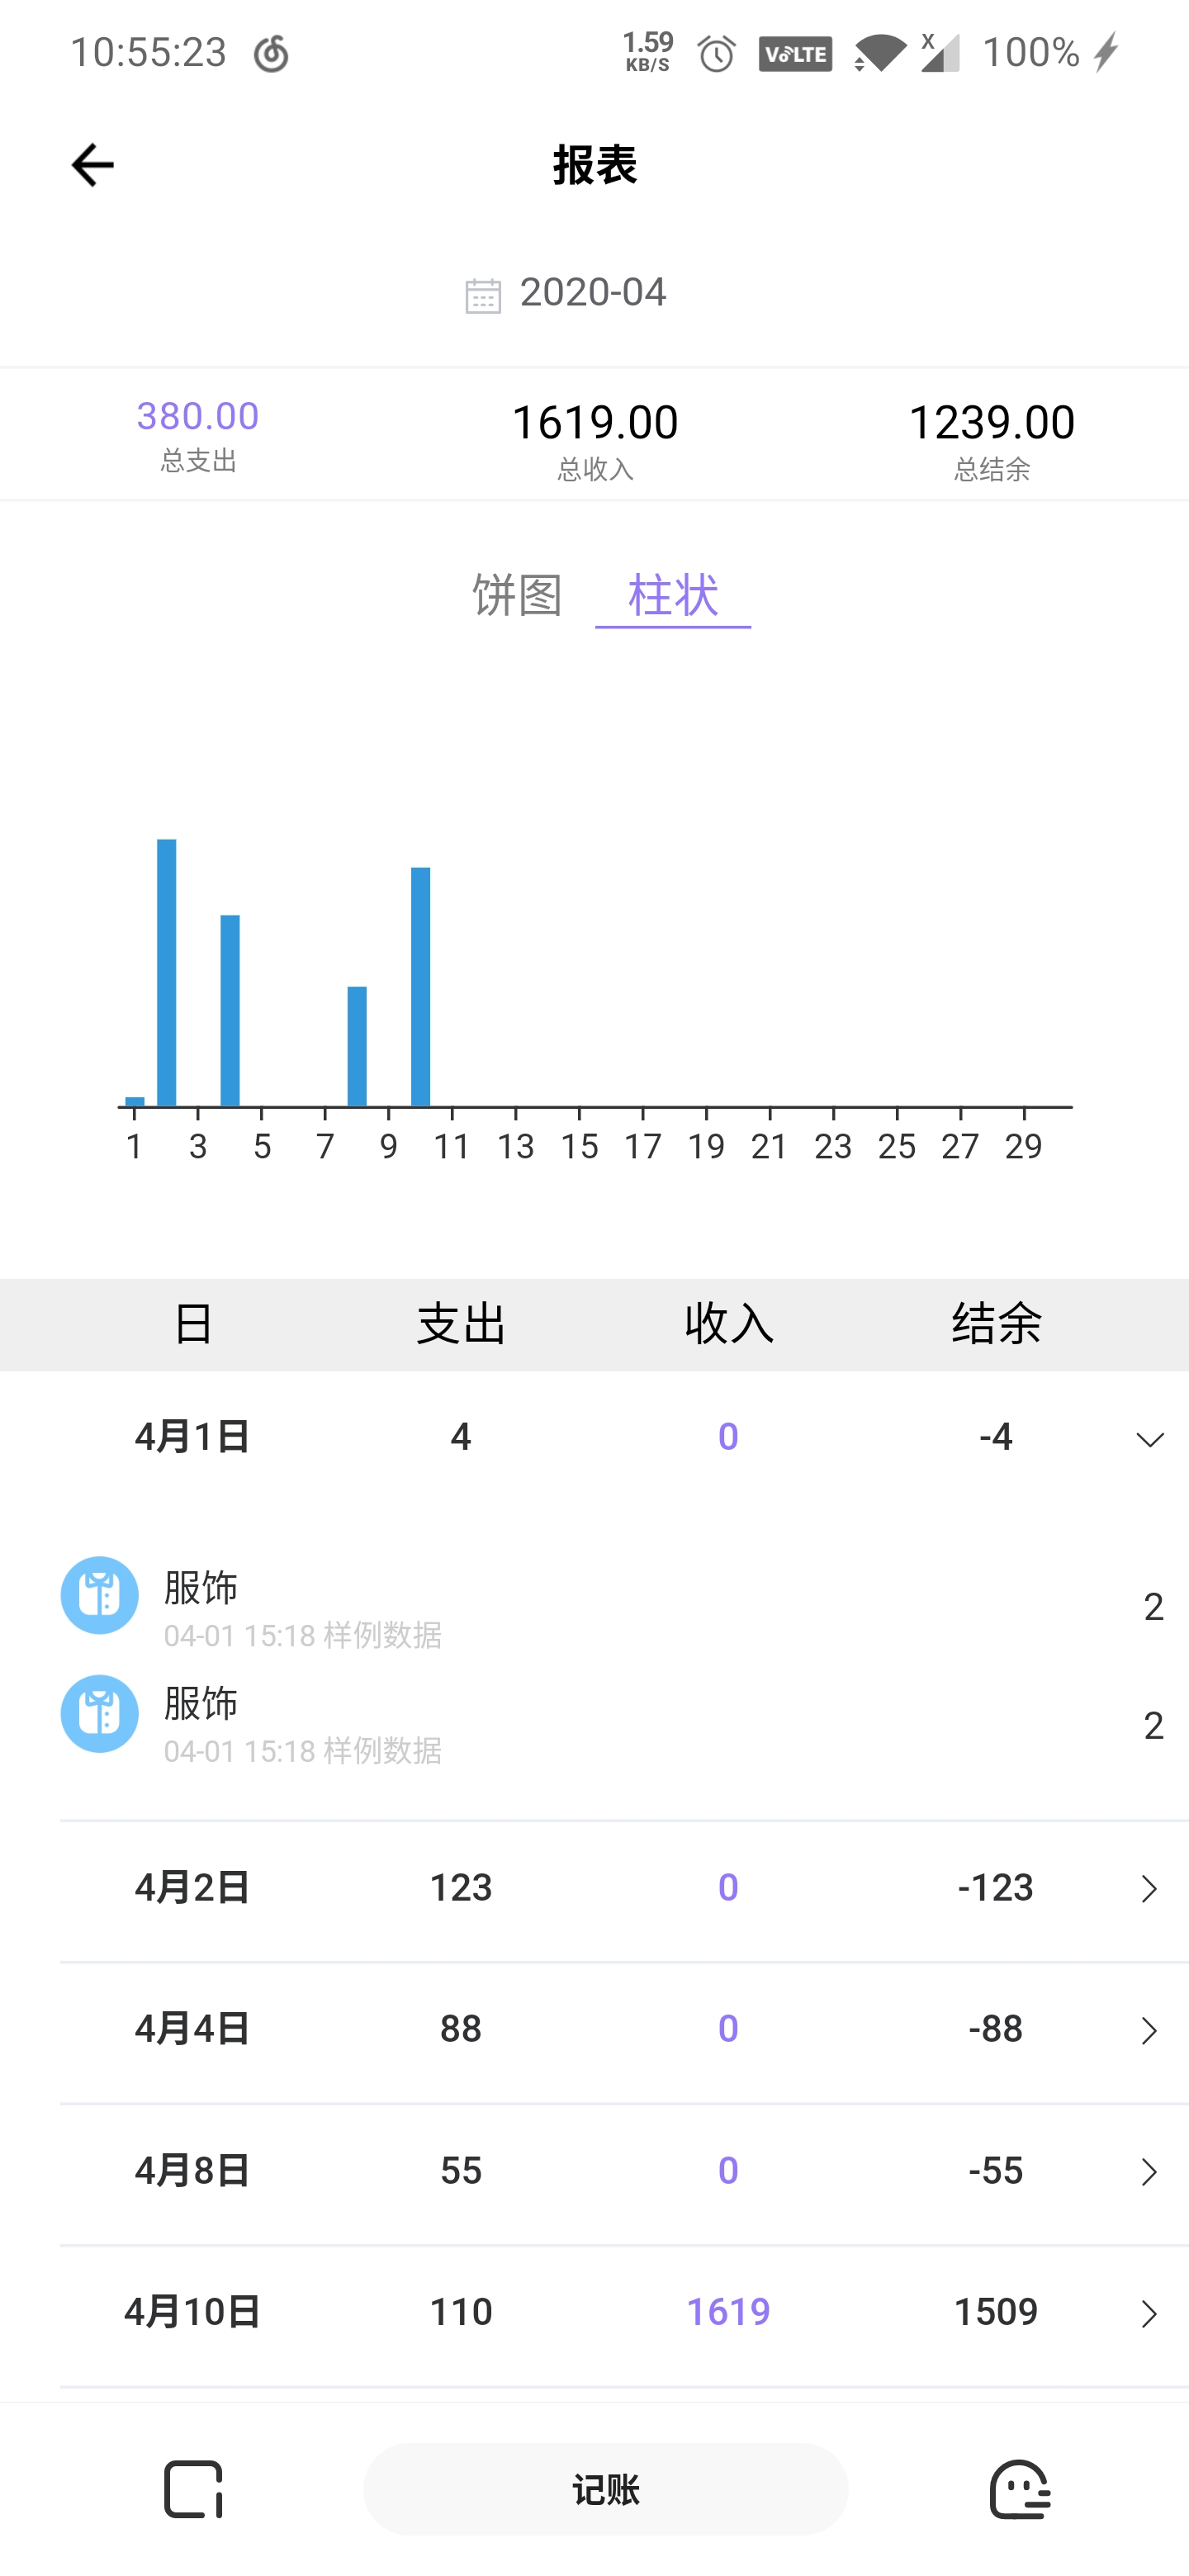 10:55:23 1.59 KB/S VoLTE X 100%
报表
2020-04
380.00 1619.00 1239.00
总支出 总收入 总结余
饼图 柱状
1 3 5 7 9 11 13 15 17 19 21 23 25 27 29
日 支出 收入 结余
4月1日 4 0 -4
服饰 2
04-01 15:18 样例数据
服饰 2
04-01 15:18 样例数据
4月2日 123 0 -123
4月4日 88 0 -88
4月8日 55 0 -55
4月10日 110 1619 1509
记账